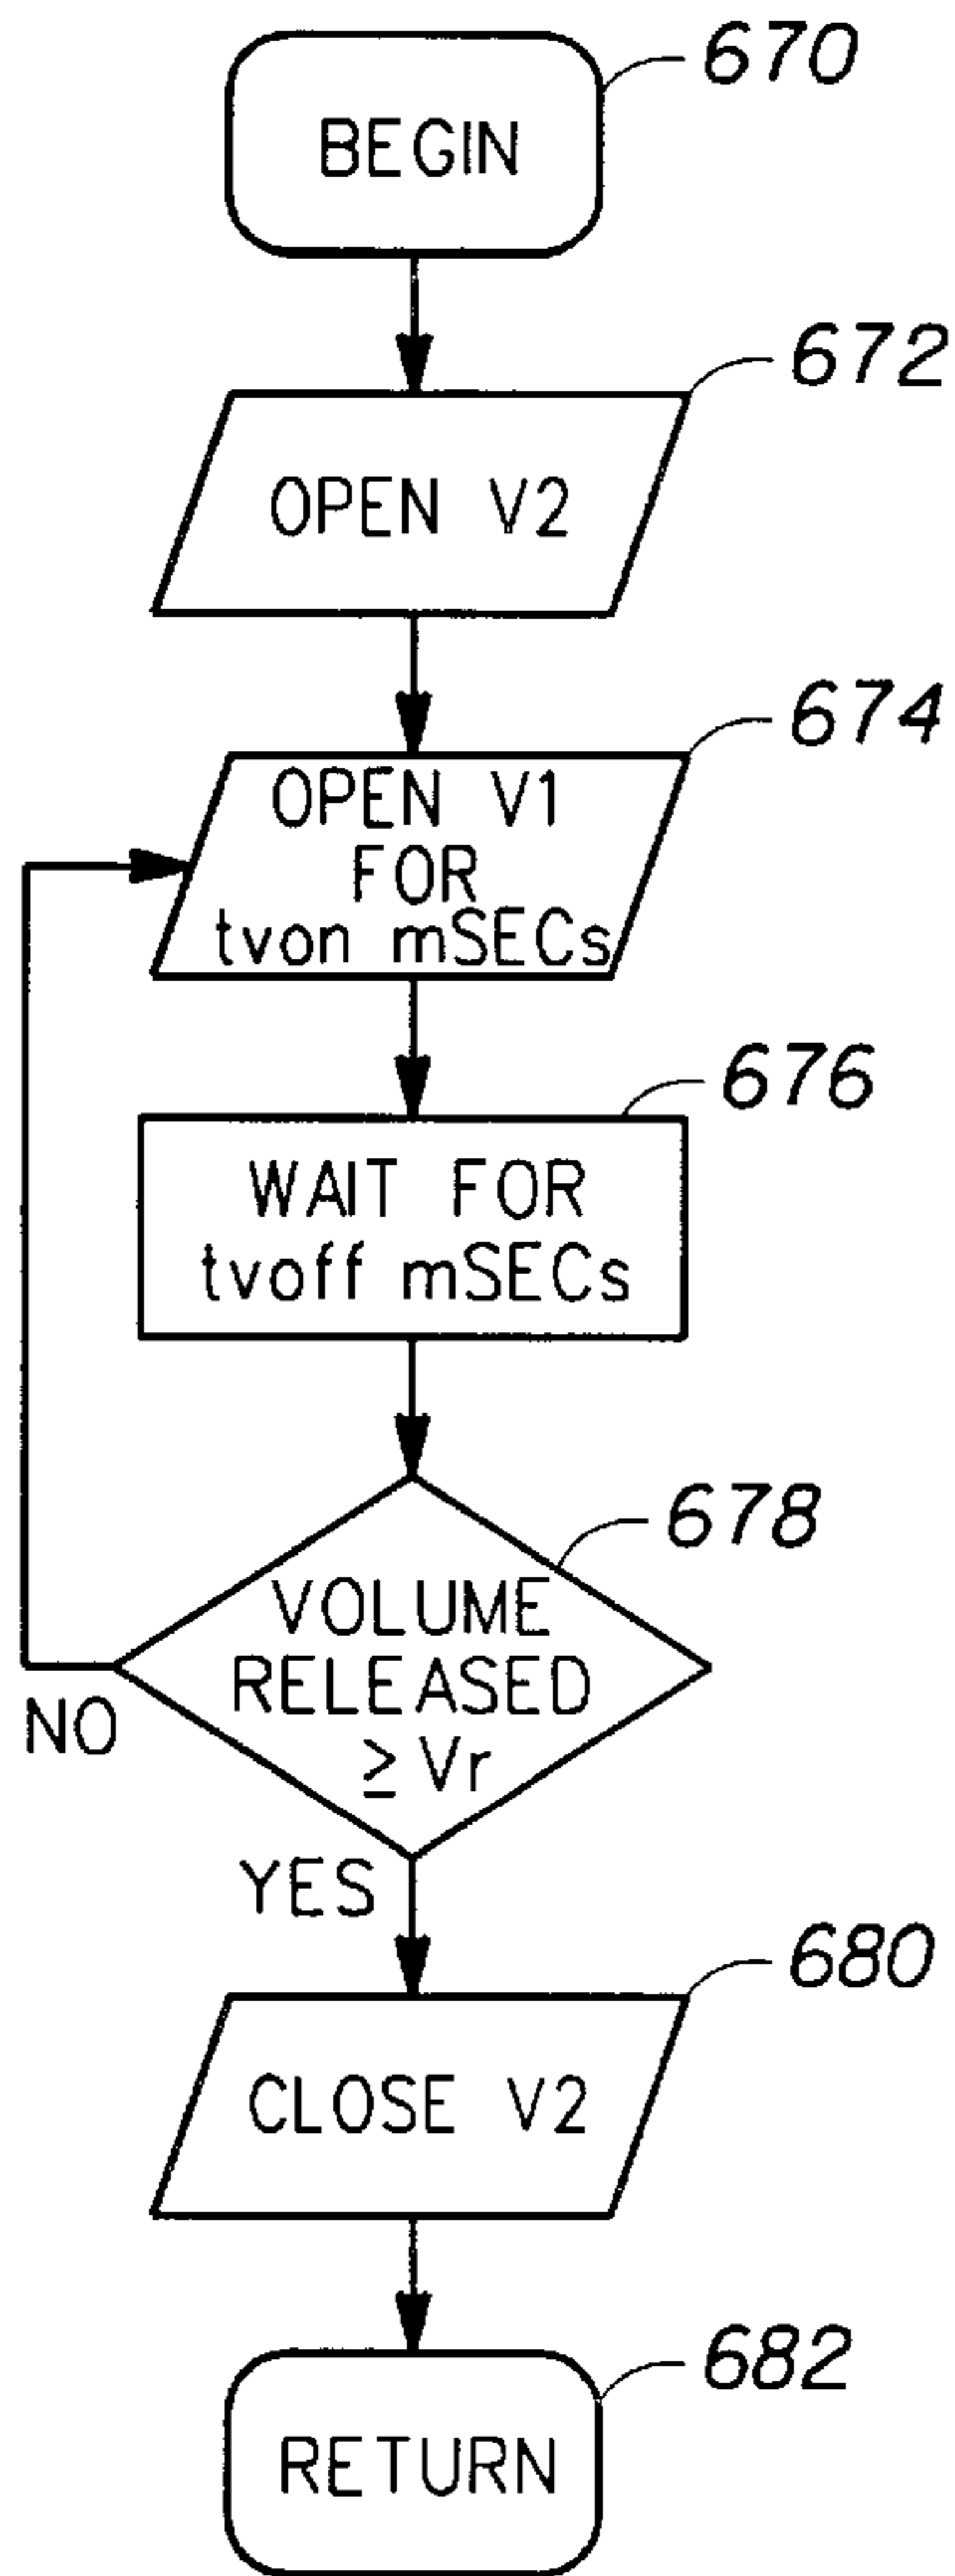 670
BEGIN
672
OPEN V2
674
OPEN V1
FOR
tvon mSECs
676
WAIT FOR
tvoff mSECs
678
VOLUME
RELEASED
≥ Vr
NO
YES
680
CLOSE V2
682
RETURN